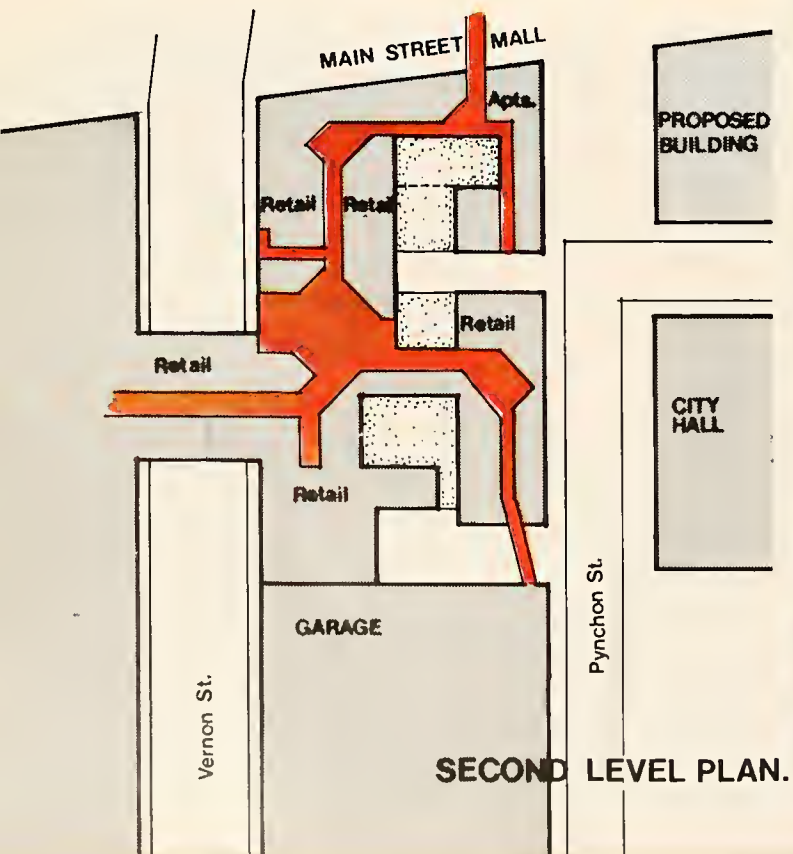 MAIN STREET MALL
Apts.
PROPOSED
BUILDING
Retail
Retail
Retail
Retail
CITY
HALL
Retail
GARAGE
Pynchon St.
Vernon St.
SECOND LEVEL PLAN.